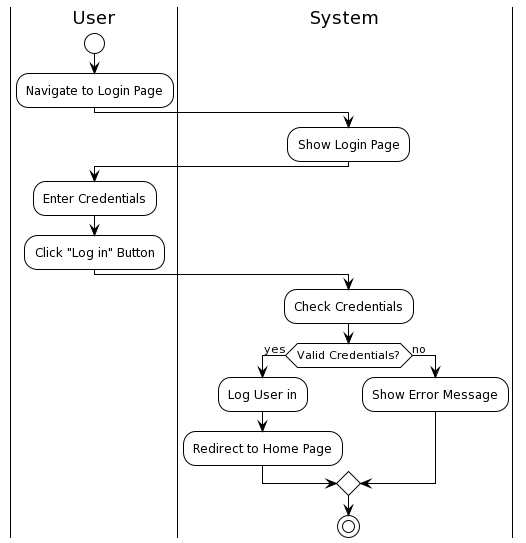 User
System
Navigate to Login Page
Show Login Page
Enter Credentials
Click "Log in" Button
Check Credentials
yes
Valid Credentials?
no
Log User in
Show Error Message
Redirect to Home Page